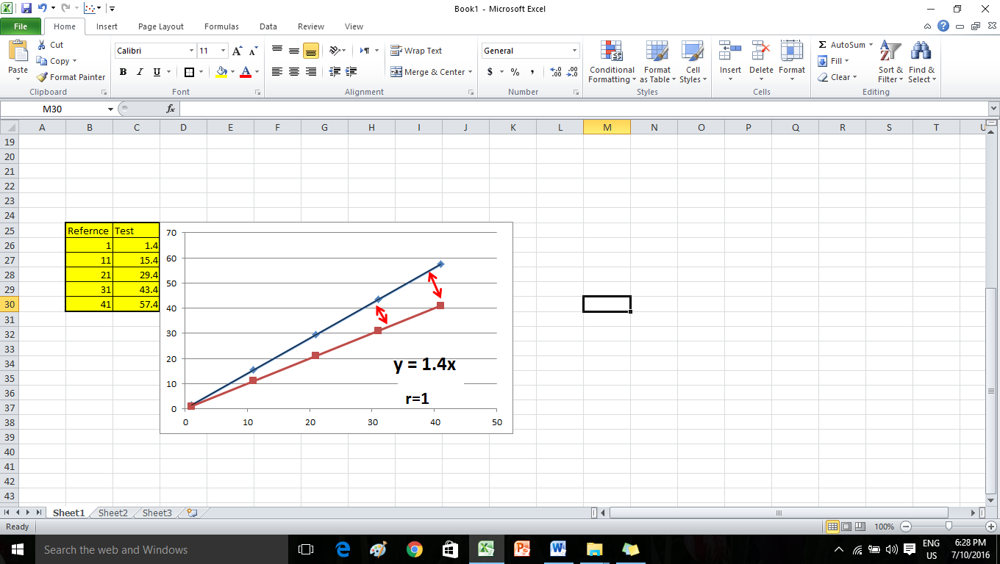 Book1 - Microsoft Excel
File Home Insert Page Layout Formulas Data Review View
Paste
Cut
Copy
Format Painter
Clipboard
Calibri 11
B I U
Font
Wrap Text
Merge & Center
Alignment
General
$ % ,
Number
Conditional Formatting
Format as Table
Cell Styles
Styles
Insert Delete Format
Cells
AutoSum
Fill
Clear
Sort & Filter
Find & Select
Editing
M30 fx
A B C D E F G H I J K L M N O P Q R S T U
19
20
21
22
23
24
25 Refernce Test
26 1 1.4
27 11 15.4
28 21 29.4
29 31 43.4
30 41 57.4
31
32
33
34
35
36
37
38
39
40
41
42
43
70
60
50
40
30
20
10
0
0 10 20 30 40 50
y = 1.4x
r=1
Sheet1 Sheet2 Sheet3
Ready 100%
Search the web and Windows
ENG
US
6:28 PM
7/10/2016